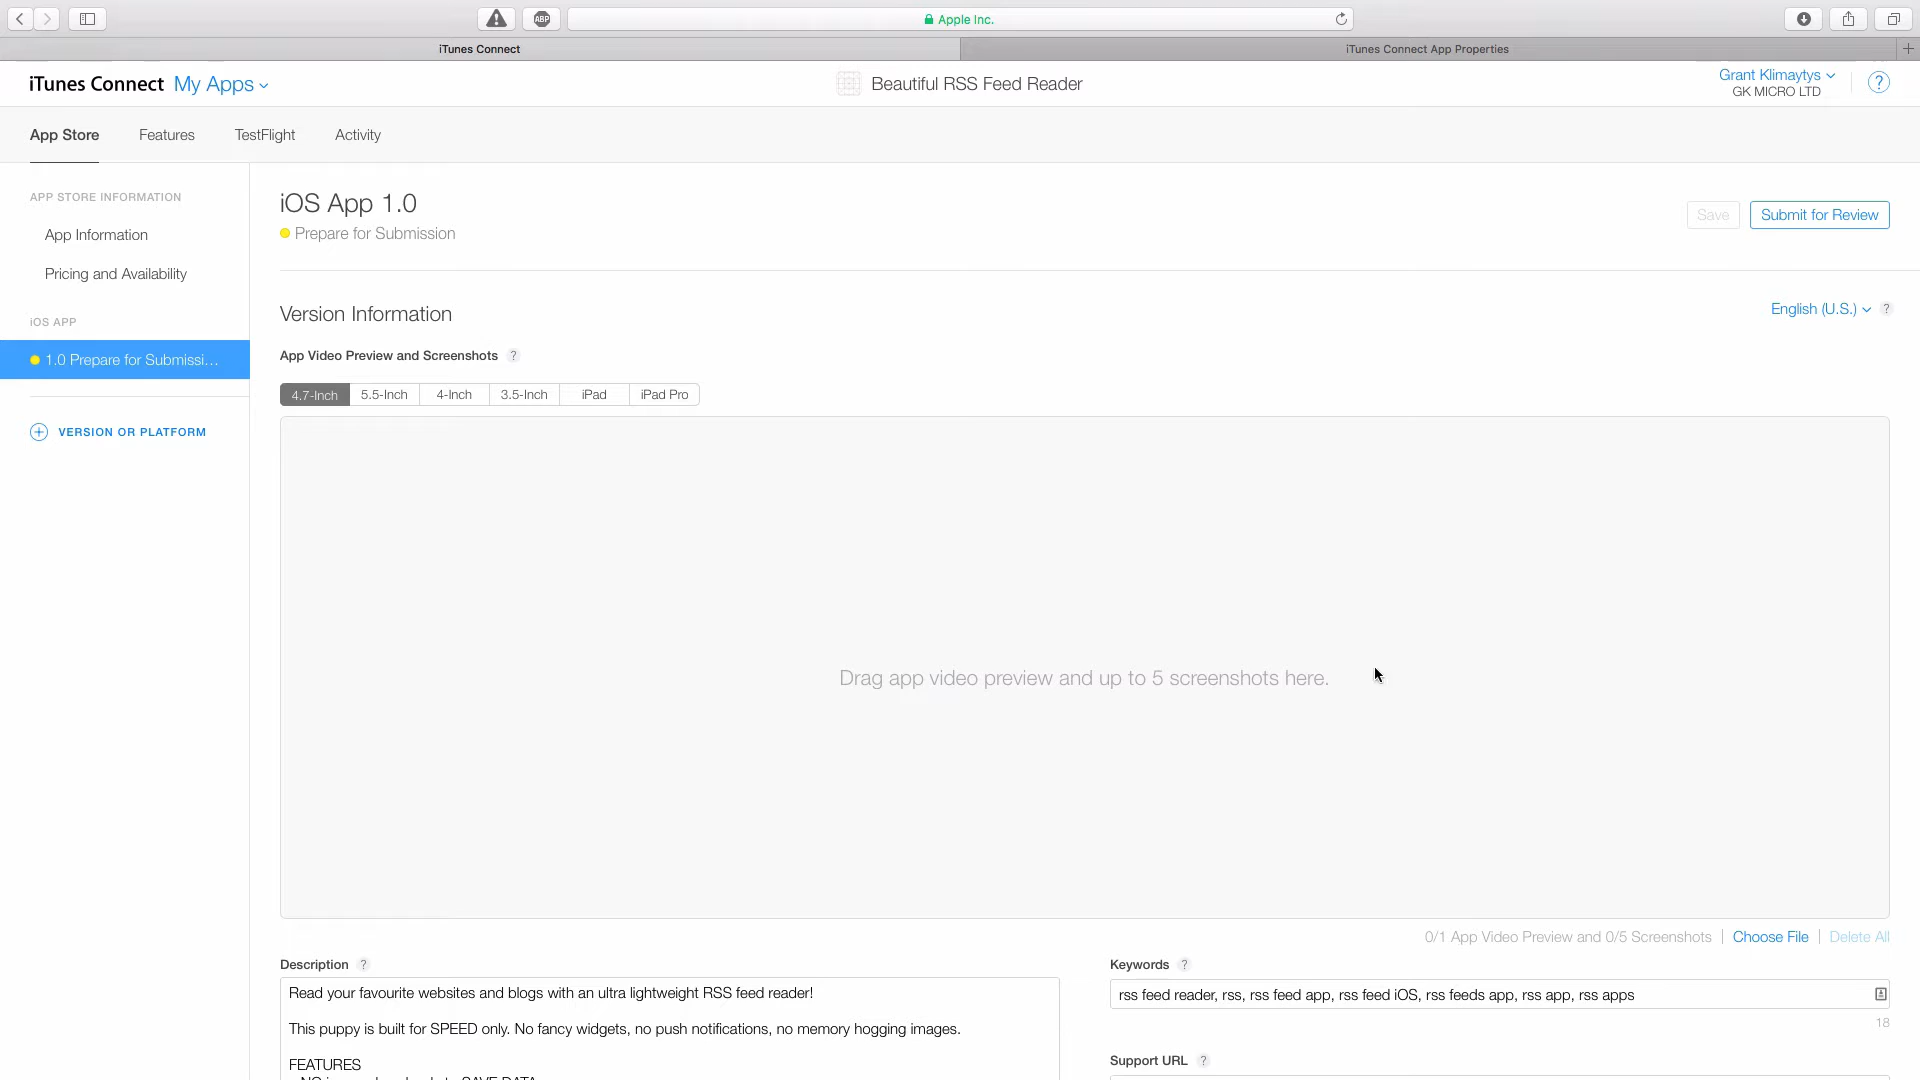 ABP
Apple Inc.
iTunes Connect
iTunes Connect App Properties
iTunes Connect My Apps
Beautiful RSS Feed Reader
Grant Klimaytys
GK MICRO LTD
?
App Store
Features
TestFlight
Activity
APP STORE INFORMATION
App Information
Pricing and Availability
iOS APP
1.0 Prepare for Submissi...
VERSION OR PLATFORM
iOS App 1.0
Prepare for Submission
Save
Submit for Review
Version Information
English (U.S.) ?
App Video Preview and Screenshots ?
4.7-Inch
5.5-Inch
4-Inch
3.5-Inch
iPad
iPad Pro
Drag app video preview and up to 5 screenshots here.
0/1 App Video Preview and 0/5 Screenshots
Choose File
Delete All
Description ?
Read your favourite websites and blogs with an ultra lightweight RSS feed reader!
This puppy is built for SPEED only. No fancy widgets, no push notifications, no memory hogging images.
FEATURES
Keywords ?
rss feed reader, rss, rss feed app, rss feed iOS, rss feeds app, rss app, rss apps
18
Support URL ?